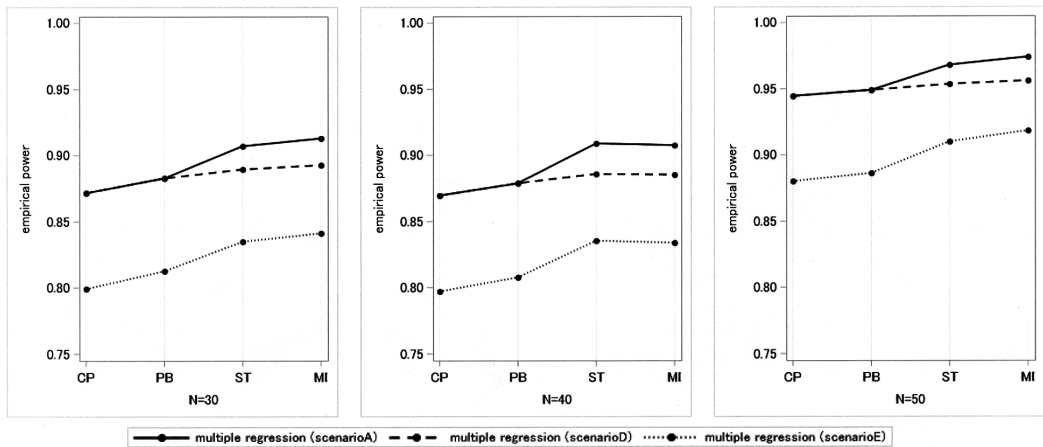 1.00
0.95
0.90
0.85
0.80
0.75
empirical power
CP PB ST MI
N=30
1.00
0.95
0.90
0.85
0.80
0.75
empirical power
CP PB ST MI
N=40
1.00
0.95
0.90
0.85
0.80
0.75
empirical power
CP PB ST MI
N=50
multiple regression (scenarioA) multiple regression (scenarioD) multiple regression (scenarioE)